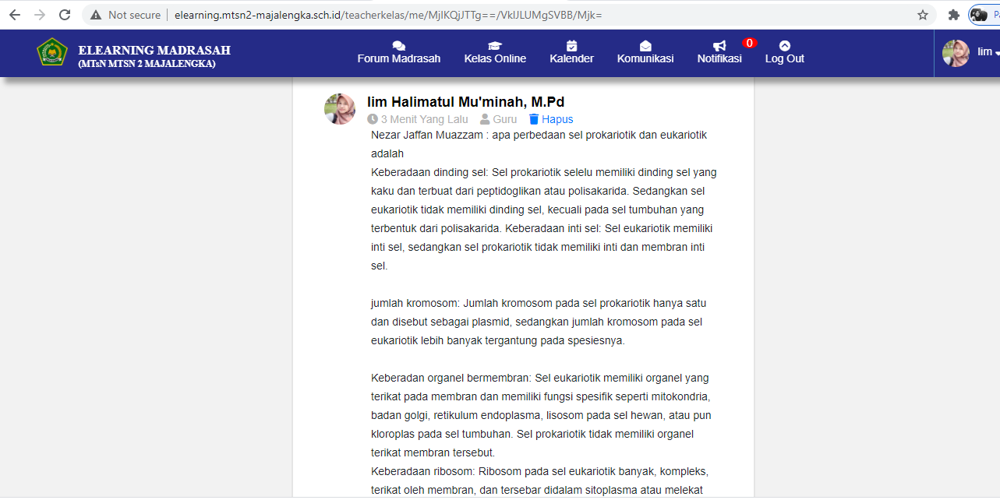 Not secure
elearning.mtsn2-majalengka.sch.id/teacherkelas/me/MjIKQjJTTg==/VklJLUMgSVBB/Mjk=
ELEARNING MADRASAH
(MTsN MTSN 2 MAJALENGKA)
Forum Madrasah
Kelas Online
Kalender
Komunikasi
Notifikasi
0
Log Out
Iim
Iim Halimatul Mu'minah, M.Pd
3 Menit Yang Lalu Guru Hapus
Nezar Jaffan Muazzam : apa perbedaan sel prokariotik dan eukariotik
adalah
Keberadaan dinding sel: Sel prokariotik selelu memiliki dinding sel yang
kaku dan terbuat dari peptidoglikan atau polisakarida. Sedangkan sel
eukariotik tidak memiliki dinding sel, kecuali pada sel tumbuhan yang
terbentuk dari polisakarida. Keberadaan inti sel: Sel eukariotik memiliki
inti sel, sedangkan sel prokariotik tidak memiliki inti dan membran inti
sel.
jumlah kromosom: Jumlah kromosom pada sel prokariotik hanya satu
dan disebut sebagai plasmid, sedangkan jumlah kromosom pada sel
eukariotik lebih banyak tergantung pada spesiesnya.
Keberadan organel bermembran: Sel eukariotik memiliki organel yang
terikat pada membran dan memiliki fungsi spesifik seperti mitokondria,
badan golgi, retikulum endoplasma, lisosom pada sel hewan, atau pun
kloroplas pada sel tumbuhan. Sel prokariotik tidak memiliki organel
terikat membran tersebut.
Keberadaan ribosom: Ribosom pada sel eukariotik banyak, kompleks,
terikat oleh membran, dan tersebar didalam sitoplasma atau melekat